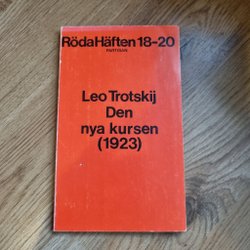 RödaHäften 18-20
PARTISAN
Leo Trotskij
Den
nya kursen
(1923)